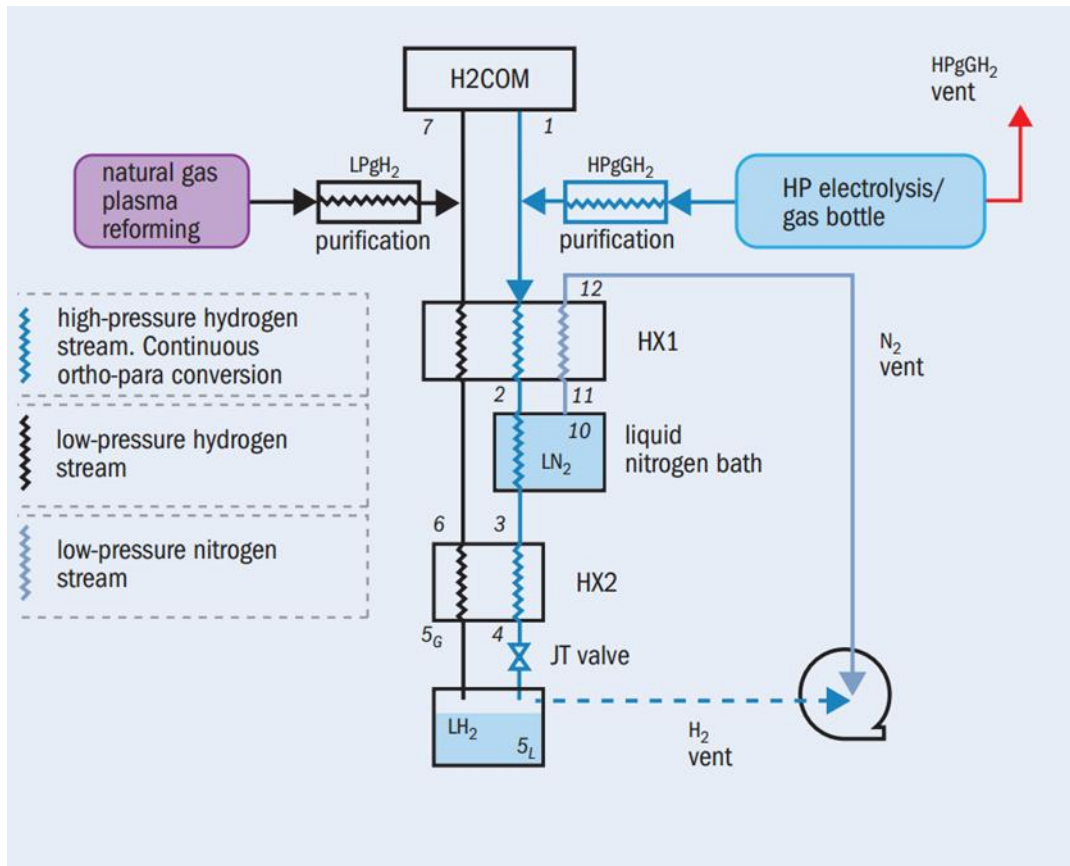 H2COM
7
1
HPgGH₂
vent
natural gas
plasma
reforming
LPgH₂
purification
HPgGH₂
purification
HP electrolysis/
gas bottle
12
HX1
N₂
vent
high-pressure hydrogen
stream. Continuous
ortho-para conversion
2
11
10
LN₂
liquid
nitrogen bath
low-pressure hydrogen
stream
6
3
HX2
low-pressure nitrogen
stream
5G
4
JT valve
LH₂
5L
H₂
vent